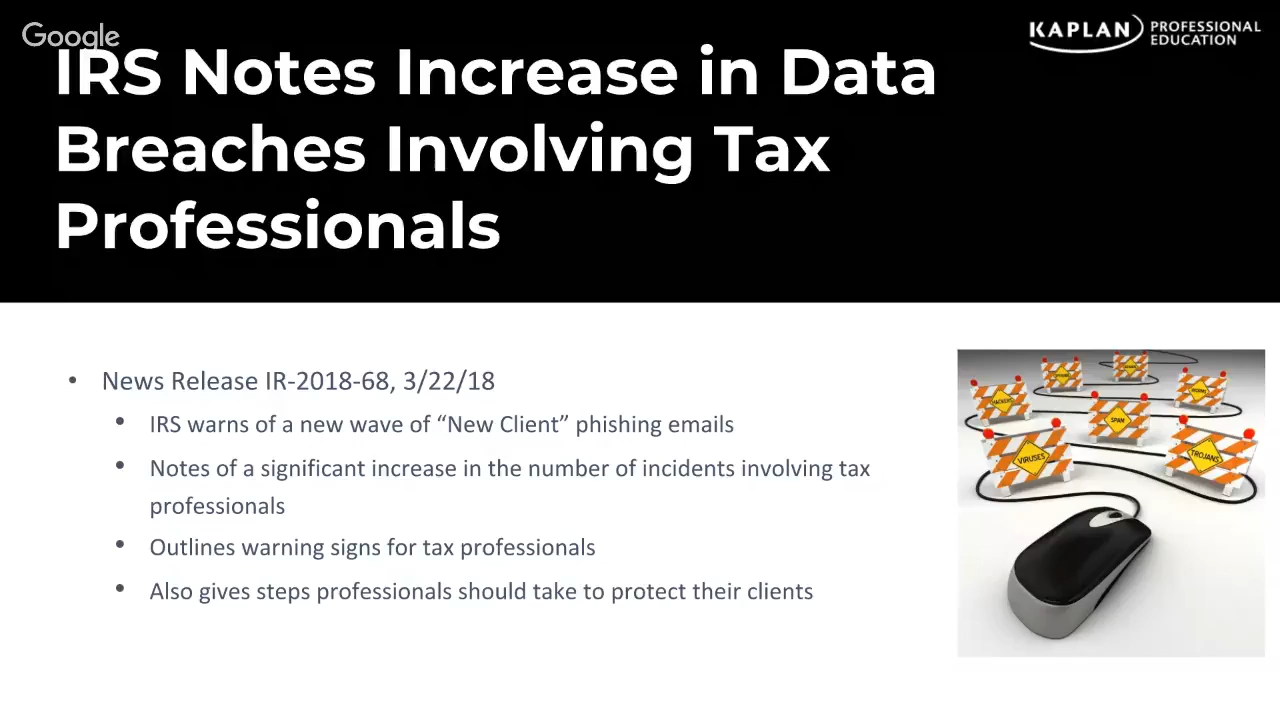 Google
KAPLAN PROFESSIONAL EDUCATION
IRS Notes Increase in Data
Breaches Involving Tax
Professionals
• News Release IR-2018-68, 3/22/18
• IRS warns of a new wave of “New Client” phishing emails
• Notes of a significant increase in the number of incidents involving tax
professionals
• Outlines warning signs for tax professionals
• Also gives steps professionals should take to protect their clients
HACKERS
SPAM
VIRUSES
TROJANS